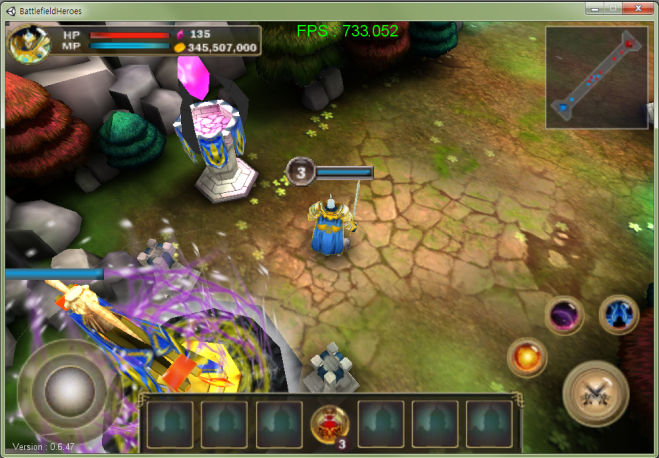 BattlefieldHeroes
FPS : 733.052
HP 135
MP 345,507,000
3
3
Version : 0.6.47